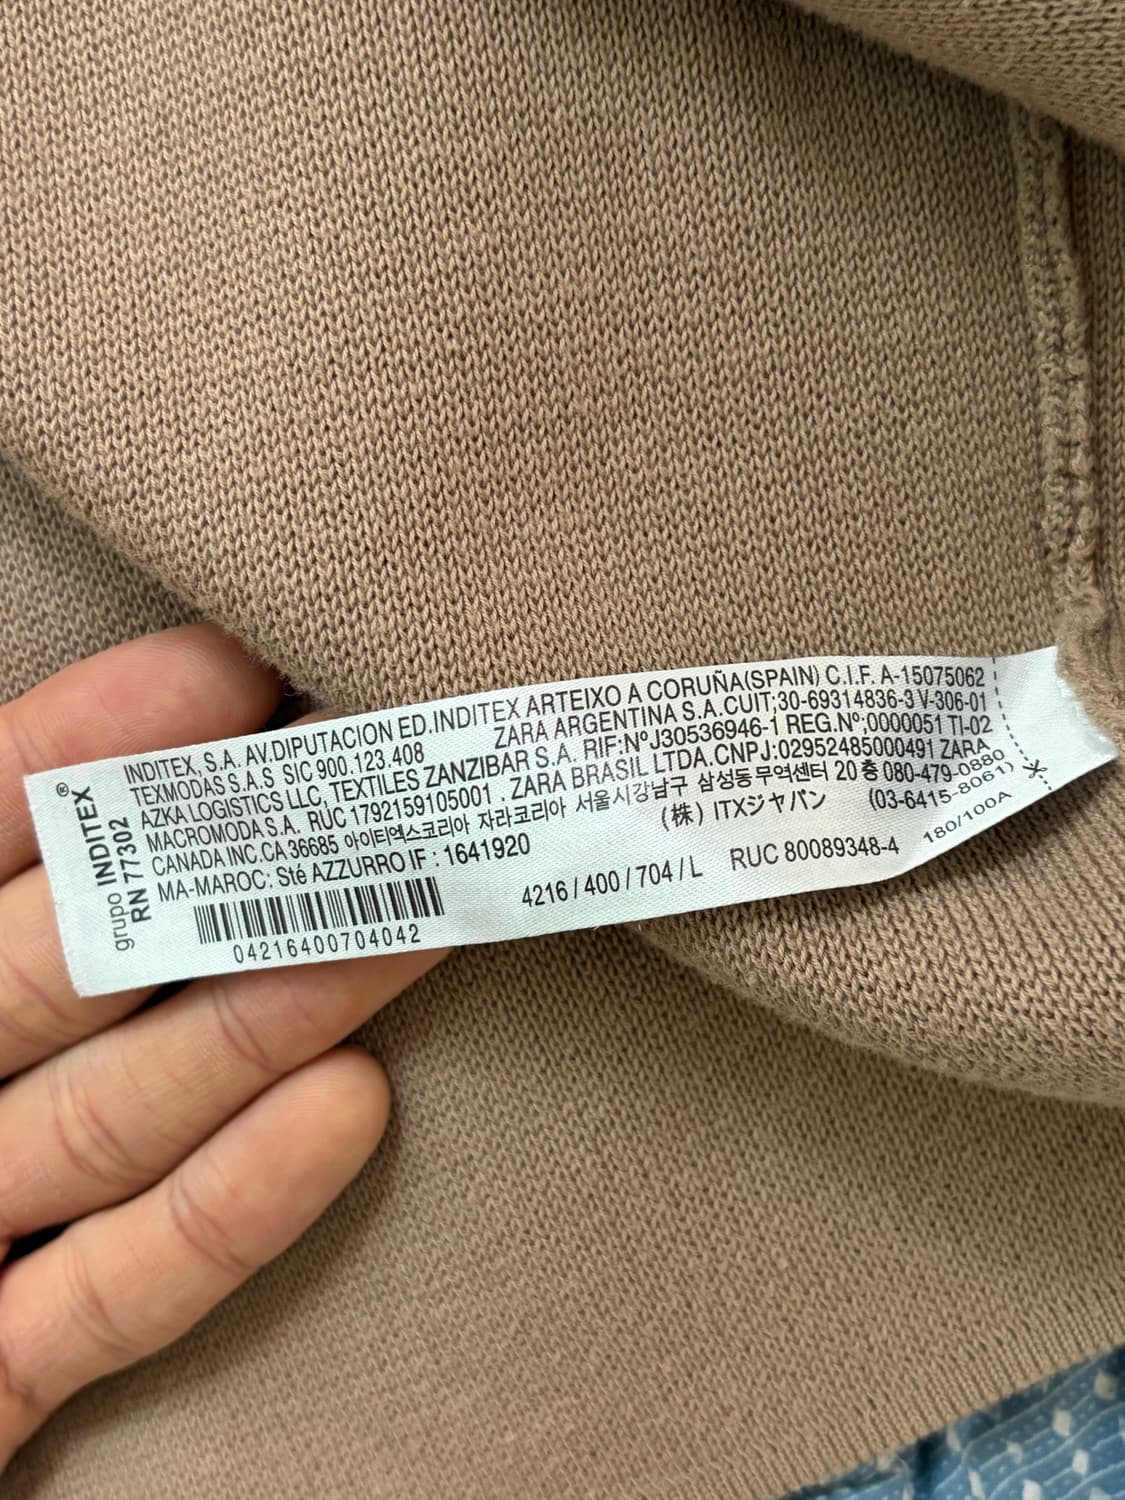 grupo INDITEX®
RN 77302
INDITEX, S.A. AV.DIPUTACION ED.INDITEX ARTEIXO A CORUÑA(SPAIN) C.I.F. A-15075062
TEXMODAS S.A.S SIC 900.123.408 ZARA ARGENTINA S.A.CUIT;30-69314836-3 V-306-01
AZKA LOGISTICS LLC, TEXTILES ZANZIBAR S.A. RIF:NºJ30536946-1 REG.Nº;0000051 TI-02
MACROMODA S.A. RUC 1792159105001 . ZARA BRASIL LTDA.CNPJ:02952485000491 ZARA
CANADA INC.CA 36685 아이티엑스코리아 자라코리아 서울시강남구 삼성동무역센터 20층 080-479-0880
MA-MAROC: Sté AZZURRO IF : 1641920 (株) ITXジャパン (03-6415-8061)
4216 / 400 / 704 / L RUC 80089348-4 180/100A
04216400704042